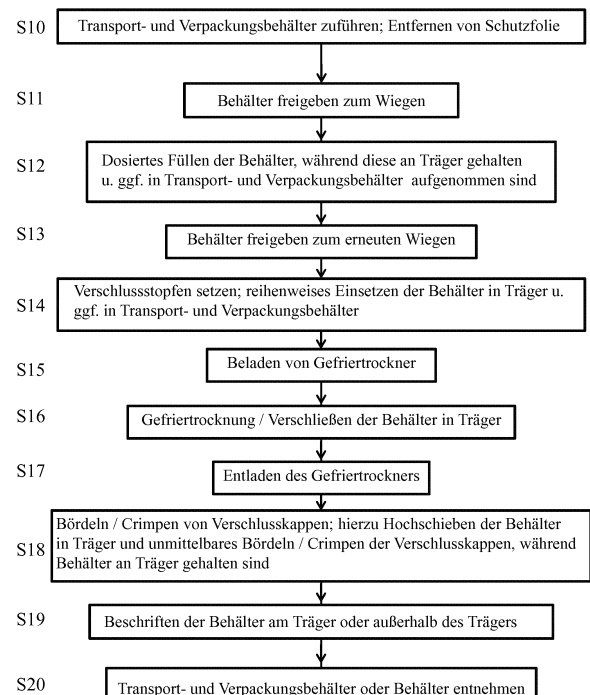 S10
Transport- und Verpackungsbehälter zuführen; Entfernen von Schutzfolie
S11
Behälter freigeben zum Wiegen
S12
Dosiertes Füllen der Behälter, während diese an Träger gehalten
u. ggf. in Transport- und Verpackungsbehälter aufgenommen sind
S13
Behälter freigeben zum erneuten Wiegen
S14
Verschlussstopfen setzen; reihenweises Einsetzen der Behälter in Träger u.
ggf. in Transport- und Verpackungsbehälter
S15
Beladen von Gefriertrockner
S16
Gefriertrocknung / Verschließen der Behälter in Träger
S17
Entladen des Gefriertrockners
S18
Bördeln / Crimpen von Verschlusskappen; hierzu Hochschieben der Behälter
in Träger und unmittelbares Bördeln / Crimpen der Verschlusskappen, während
Behälter an Träger gehalten sind
S19
Beschriften der Behälter am Träger oder außerhalb des Trägers
S20
Transport- und Verpackungsbehälter oder Behälter entnehmen